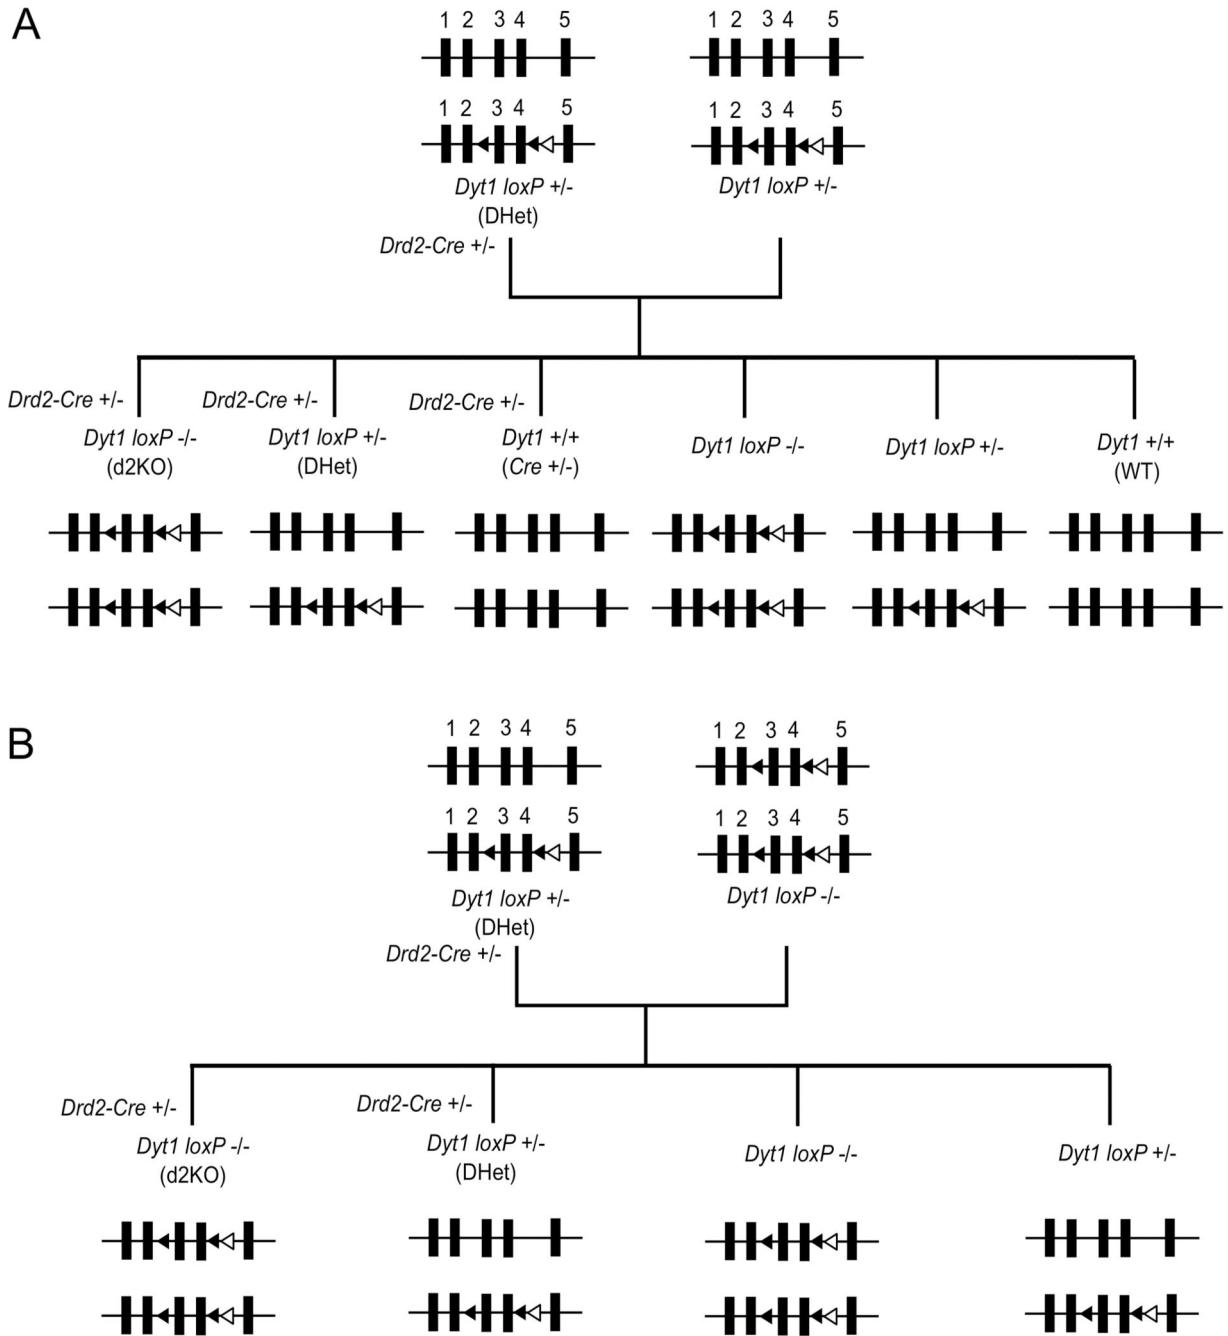 A
1 2 3 4 5
1 2 3 4 5
1 2 3 4 5
1 2 3 4 5
Dyt1 loxP +/-
(DHet)
Dyt1 loxP +/-
Drd2-Cre +/-
Drd2-Cre +/-
Drd2-Cre +/-
Drd2-Cre +/-
Dyt1 loxP -/-
(d2KO)
Dyt1 loxP +/-
(DHet)
Dyt1 +/+
(Cre +/-)
Dyt1 loxP -/-
Dyt1 loxP +/-
Dyt1 +/+
(WT)
B
1 2 3 4 5
1 2 3 4 5
1 2 3 4 5
1 2 3 4 5
Dyt1 loxP +/-
(DHet)
Dyt1 loxP -/-
Drd2-Cre +/-
Drd2-Cre +/-
Drd2-Cre +/-
Dyt1 loxP -/-
(d2KO)
Dyt1 loxP +/-
(DHet)
Dyt1 loxP -/-
Dyt1 loxP +/-